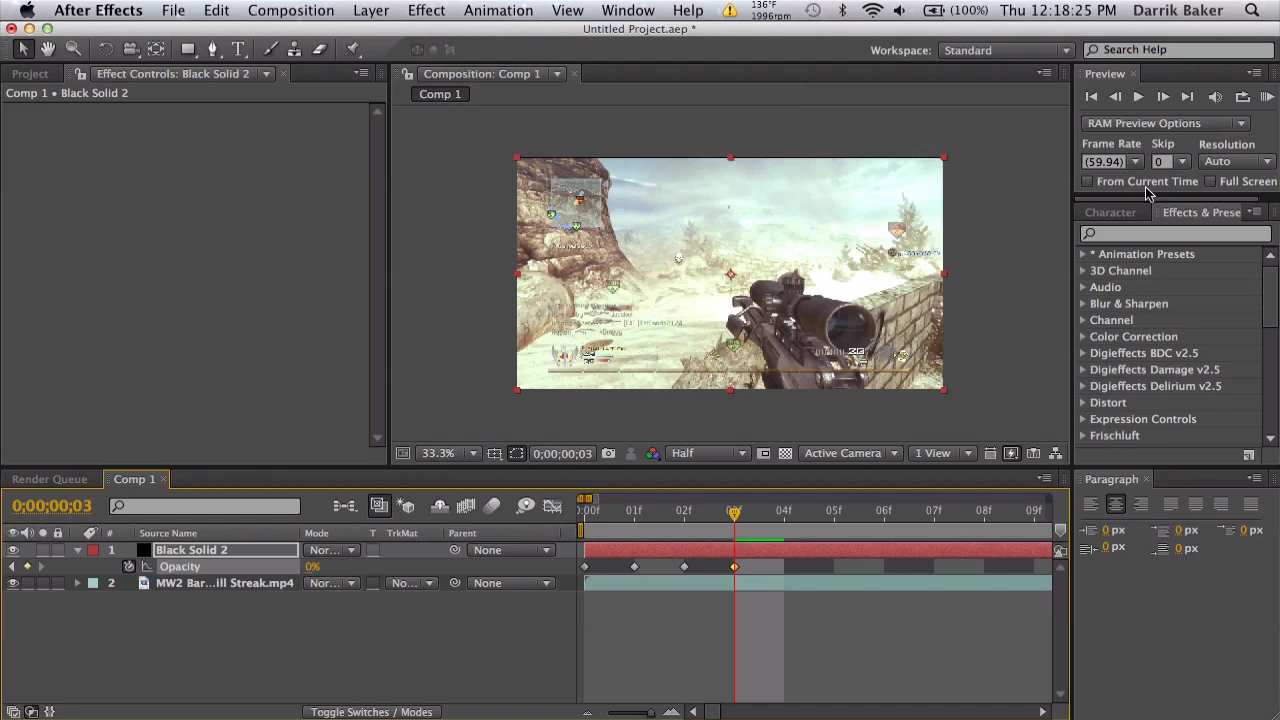 After Effects File Edit Composition Layer Effect Animation View Window Help 136°F 1996rpm (100%) Thu 12:18:25 PM Darrik Baker
Untitled Project.aep *
Workspace: Standard Search Help
Project Effect Controls: Black Solid 2 Composition: Comp 1 Preview
Comp 1 • Black Solid 2 Comp 1
RAM Preview Options
Frame Rate Skip Resolution
(59.94) 0 Auto
From Current Time Full Screen
Character Effects & Prese
* Animation Presets
3D Channel
Audio
Blur & Sharpen
Channel
Color Correction
Digieffects BDC v2.5
Digieffects Damage v2.5
Digieffects Delirium v2.5
Distort
Expression Controls
Frischluft
33.3% 0;00;00;03 Half Active Camera 1 View
Render Queue Comp 1 Paragraph
0;00;00;03 0:00f 01f 02f 04f 05f 06f 07f 08f 09f
# Source Name Mode T TrkMat Parent
1 Black Solid 2 Nor... None
Opacity 0%
2 MW2 Bar...ill Streak.mp4 Nor... No... None
0 px 0 px 0 px
0 px 0 px
Toggle Switches / Modes